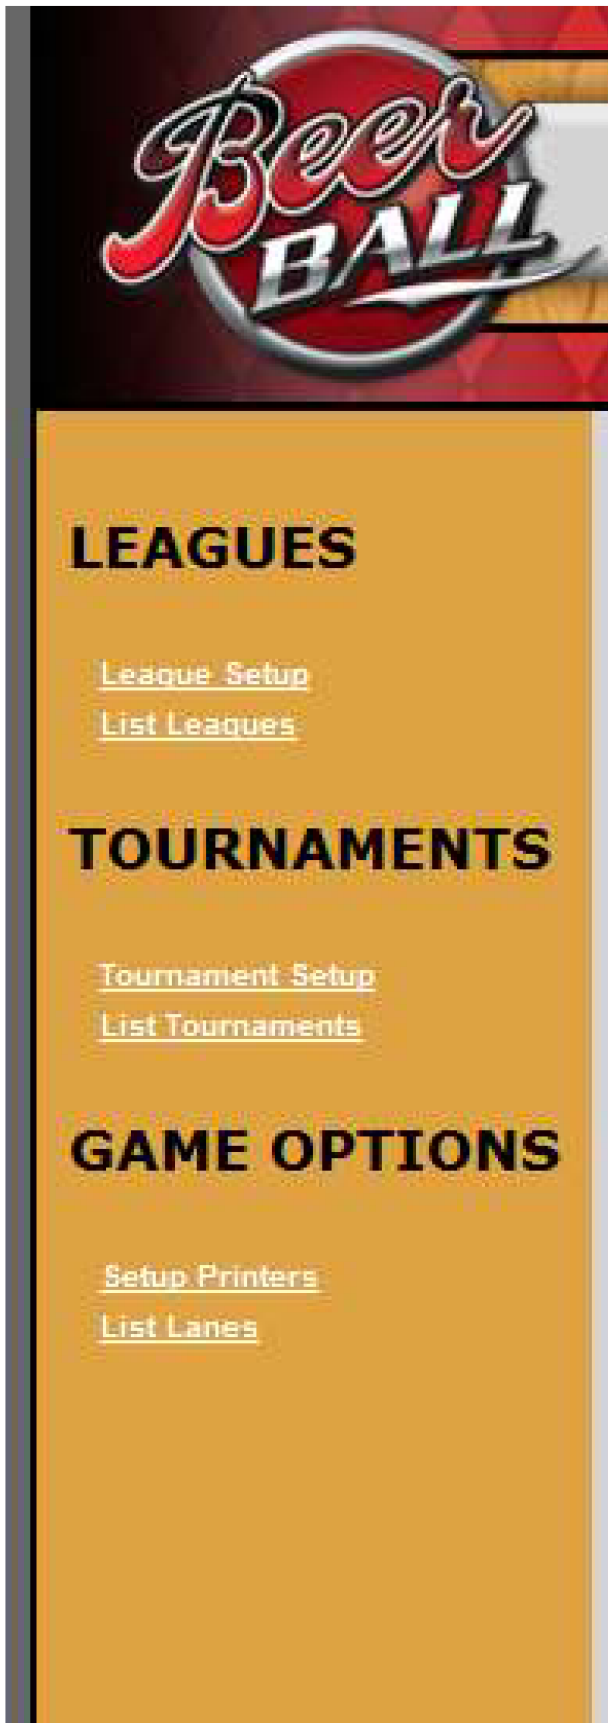 Beer
BALL
LEAGUES
League Setup
List Leagues
TOURNAMENTS
Tournament Setup
List Tournaments
GAME OPTIONS
Setup Printers
List Lanes